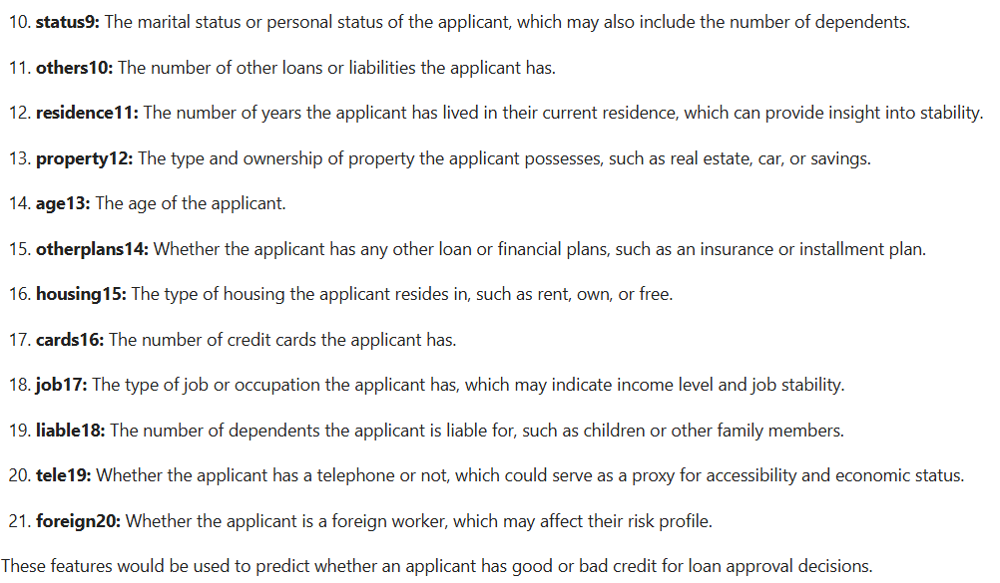 10. status9: The marital status or personal status of the applicant, which may also include the number of dependents.
11. others10: The number of other loans or liabilities the applicant has.
12. residence11: The number of years the applicant has lived in their current residence, which can provide insight into stability.
13. property12: The type and ownership of property the applicant possesses, such as real estate, car, or savings.
14. age13: The age of the applicant.
15. otherplans14: Whether the applicant has any other loan or financial plans, such as an insurance or installment plan.
16. housing15: The type of housing the applicant resides in, such as rent, own, or free.
17. cards16: The number of credit cards the applicant has.
18. job17: The type of job or occupation the applicant has, which may indicate income level and job stability.
19. liable18: The number of dependents the applicant is liable for, such as children or other family members.
20. tele19: Whether the applicant has a telephone or not, which could serve as a proxy for accessibility and economic status.
21. foreign20: Whether the applicant is a foreign worker, which may affect their risk profile.
These features would be used to predict whether an applicant has good or bad credit for loan approval decisions.